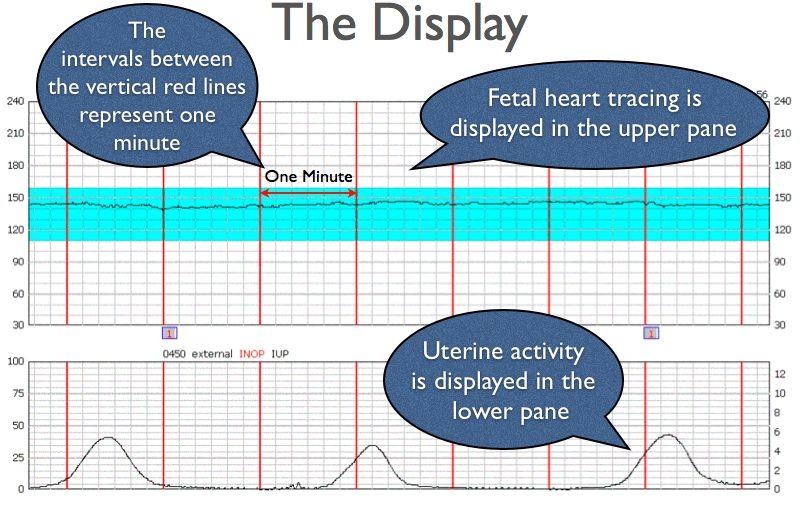 The Display
The
intervals between
the vertical red lines
represent one
minute
Fetal heart tracing is
displayed in the upper pane
56
240
210
180
150
120
90
60
30
240
210
180
150
120
90
60
30
One Minute
1
1
0450 external INOP IUP
Uterine activity
is displayed in the
lower pane
100
75
50
25
0
12
10
8
6
4
2
0